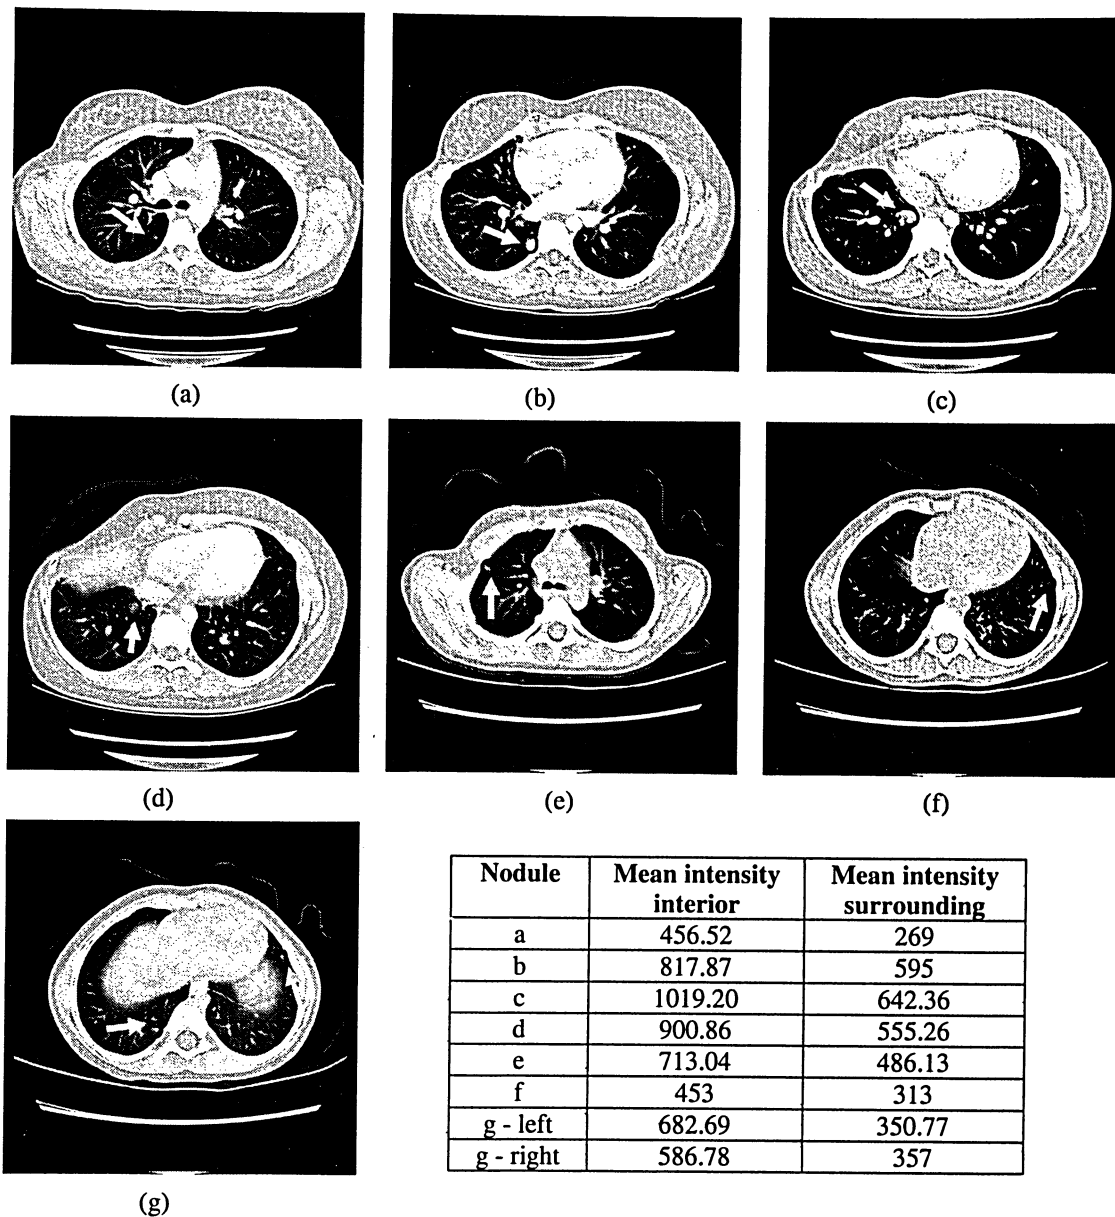 (a)
(b)
(c)
(d)
(e)
(f)
(g)
Nodule Mean intensity interior Mean intensity surrounding
a 456.52 269
b 817.87 595
c 1019.20 642.36
d 900.86 555.26
e 713.04 486.13
f 453 313
g - left 682.69 350.77
g - right 586.78 357